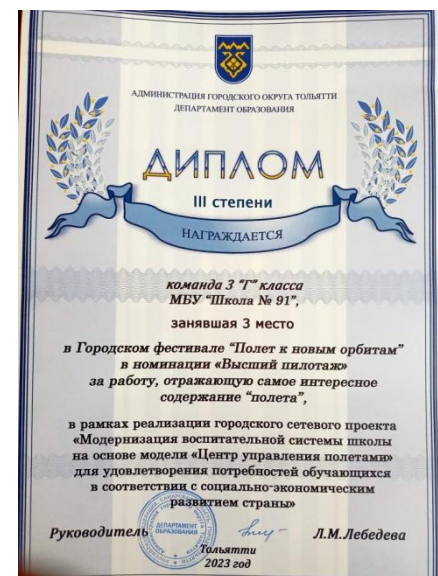 АДМИНИСТРАЦИЯ ГОРОДСКОГО ОКРУГА ТОЛЬЯТТИ
ДЕПАРТАМЕНТ ОБРАЗОВАНИЯ
ДИПЛОМ
III степени
НАГРАЖДАЕТСЯ
команда 3 "Г" класса
МБУ "Школа № 91",
занявшая 3 место
в Городском фестивале "Полет к новым орбитам"
в номинации «Высший пилотаж»
за работу, отражающую самое интересное
содержание "полета",
в рамках реализации городского сетевого проекта
«Модернизация воспитательной системы школы
на основе модели «Центр управления полетами»
для удовлетворения потребностей обучающихся
в соответствии с социально-экономическим
развитием страны»
Руководитель
ДЕПАРТАМЕНТ
ОБРАЗОВАНИЯ
Л.М.Лебедева
Тольятти
2023 год